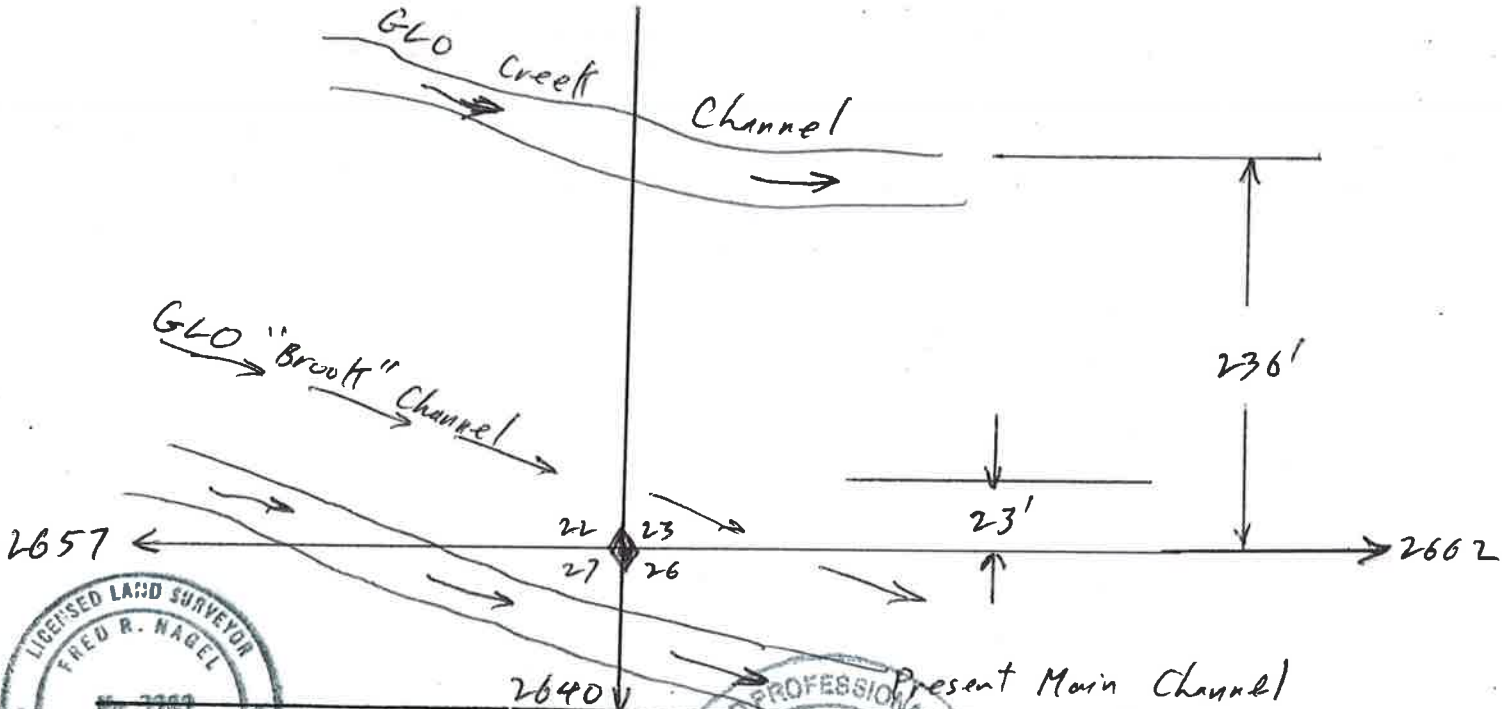 GLO Creek Channel
GLO "Brook" Channel
236'
23'
22 23
2657
2662
27 26
Present Main Channel
2640
LICENSED LAND SURVEYOR
FRED R. NAGEL
PROFESSIONAL